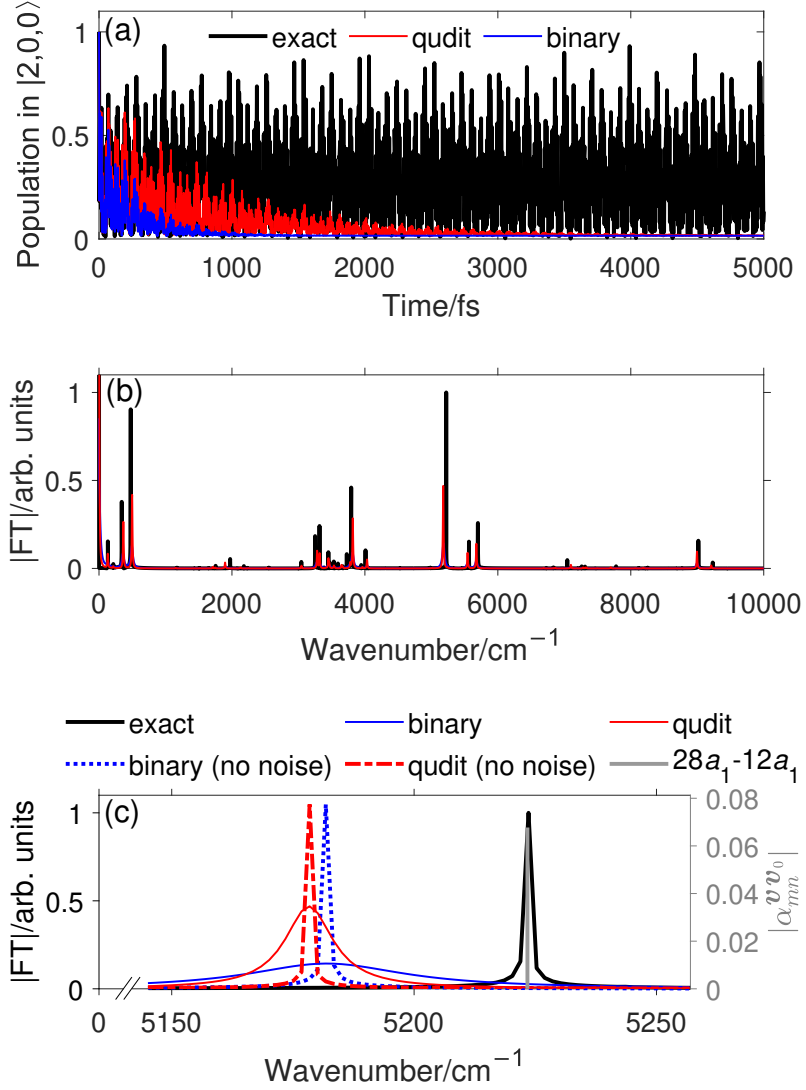 (a)
exact qudit binary
Population in |2,0,0⟩
1
0.5
0
0 1000 2000 3000 4000 5000
Time/fs
(b)
|FT|/arb. units
1
0.5
0
0 2000 4000 6000 8000 10000
Wavenumber/cm⁻¹
exact binary qudit
binary (no noise) qudit (no noise) 28a₁-12a₁
(c)
|FT|/arb. units
1
0.5
0
0.08
0.06
0.04
0.02
0
|α_{mn}^{𝒗𝒗₀}|
0 5150 5200 5250
Wavenumber/cm⁻¹